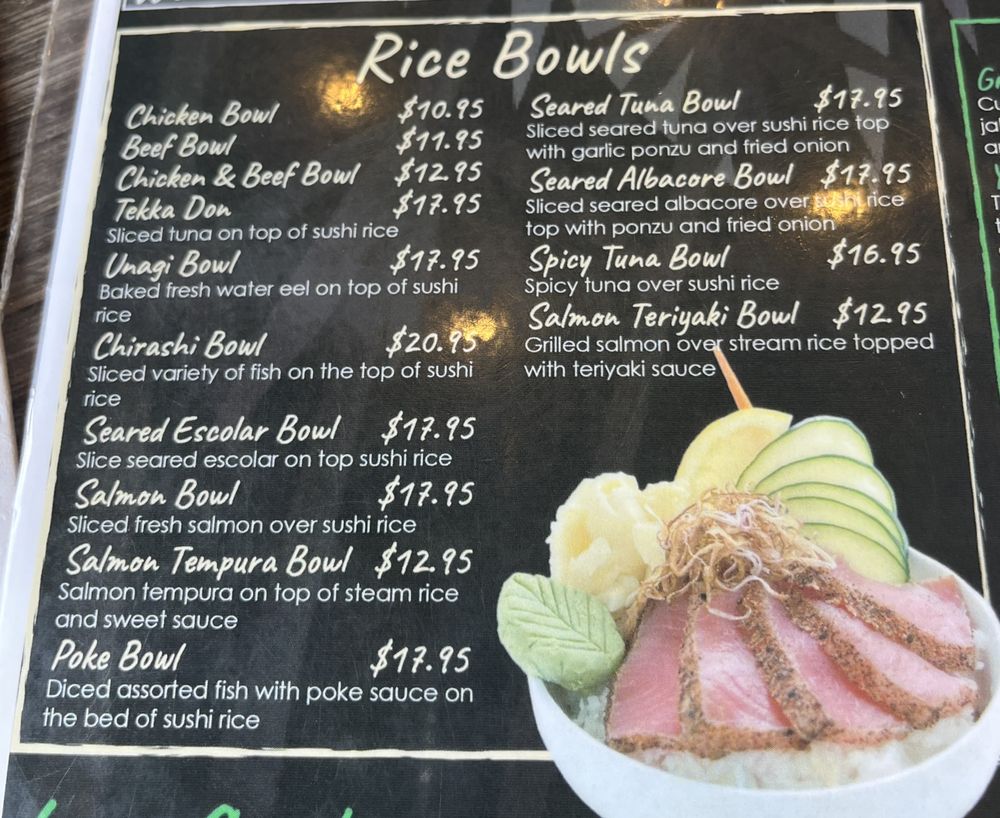 Rice Bowls
Chicken Bowl $10.95
Beef Bowl $11.95
Chicken & Beef Bowl $12.95
Tekka Don $17.95
Sliced tuna on top of sushi rice
Unagi Bowl $17.95
Baked fresh water eel on top of sushi
rice
Chirashi Bowl $20.95
Sliced variety of fish on the top of sushi
rice
Seared Escolar Bowl $17.95
Slice seared escolar on top sushi rice
Salmon Bowl $17.95
Sliced fresh salmon over sushi rice
Salmon Tempura Bowl $12.95
Salmon tempura on top of steam rice
and sweet sauce
Poke Bowl $17.95
Diced assorted fish with poke sauce on
the bed of sushi rice
Seared Tuna Bowl $17.95
Sliced seared tuna over sushi rice top
with garlic ponzu and fried onion
Seared Albacore Bowl $17.95
Sliced seared albacore over sushi rice
top with ponzu and fried onion
Spicy Tuna Bowl $16.95
Spicy tuna over sushi rice
Salmon Teriyaki Bowl $12.95
Grilled salmon over stream rice topped
with teriyaki sauce